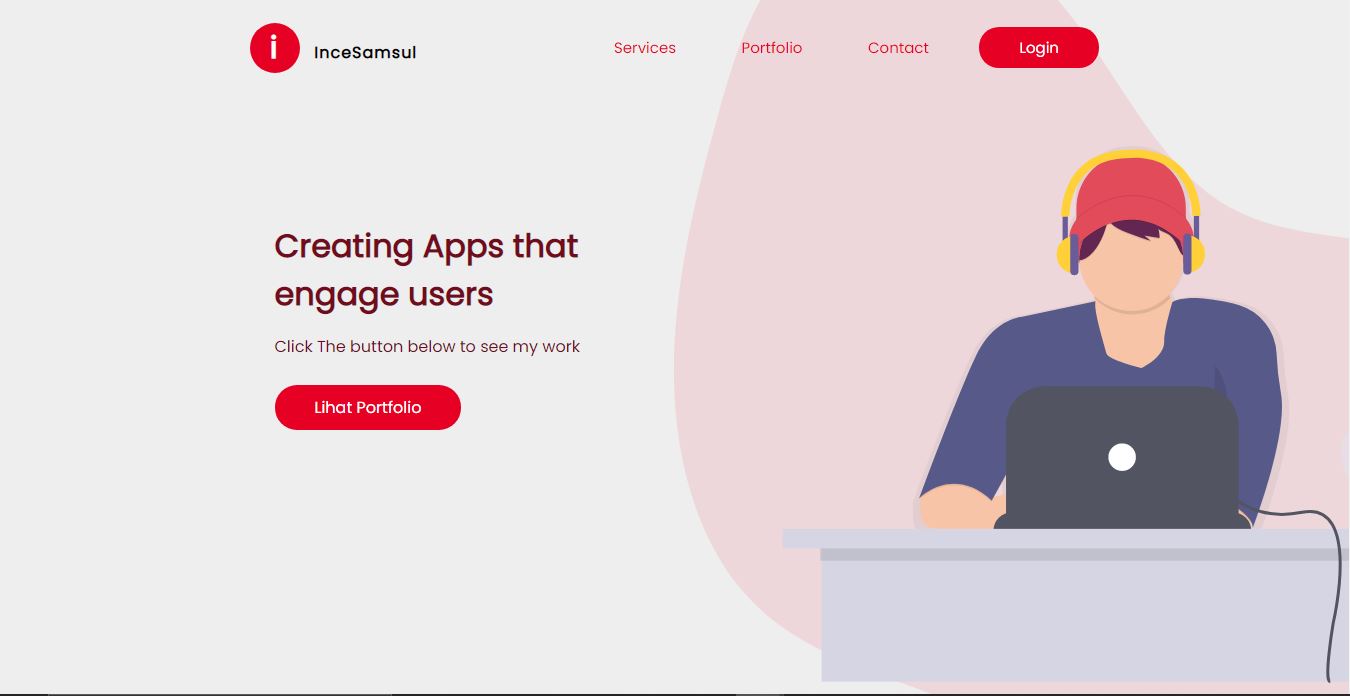 i
InceSamsul
Services
Portfolio
Contact
Login
Creating Apps that
engage users
Click The button below to see my work
Lihat Portfolio